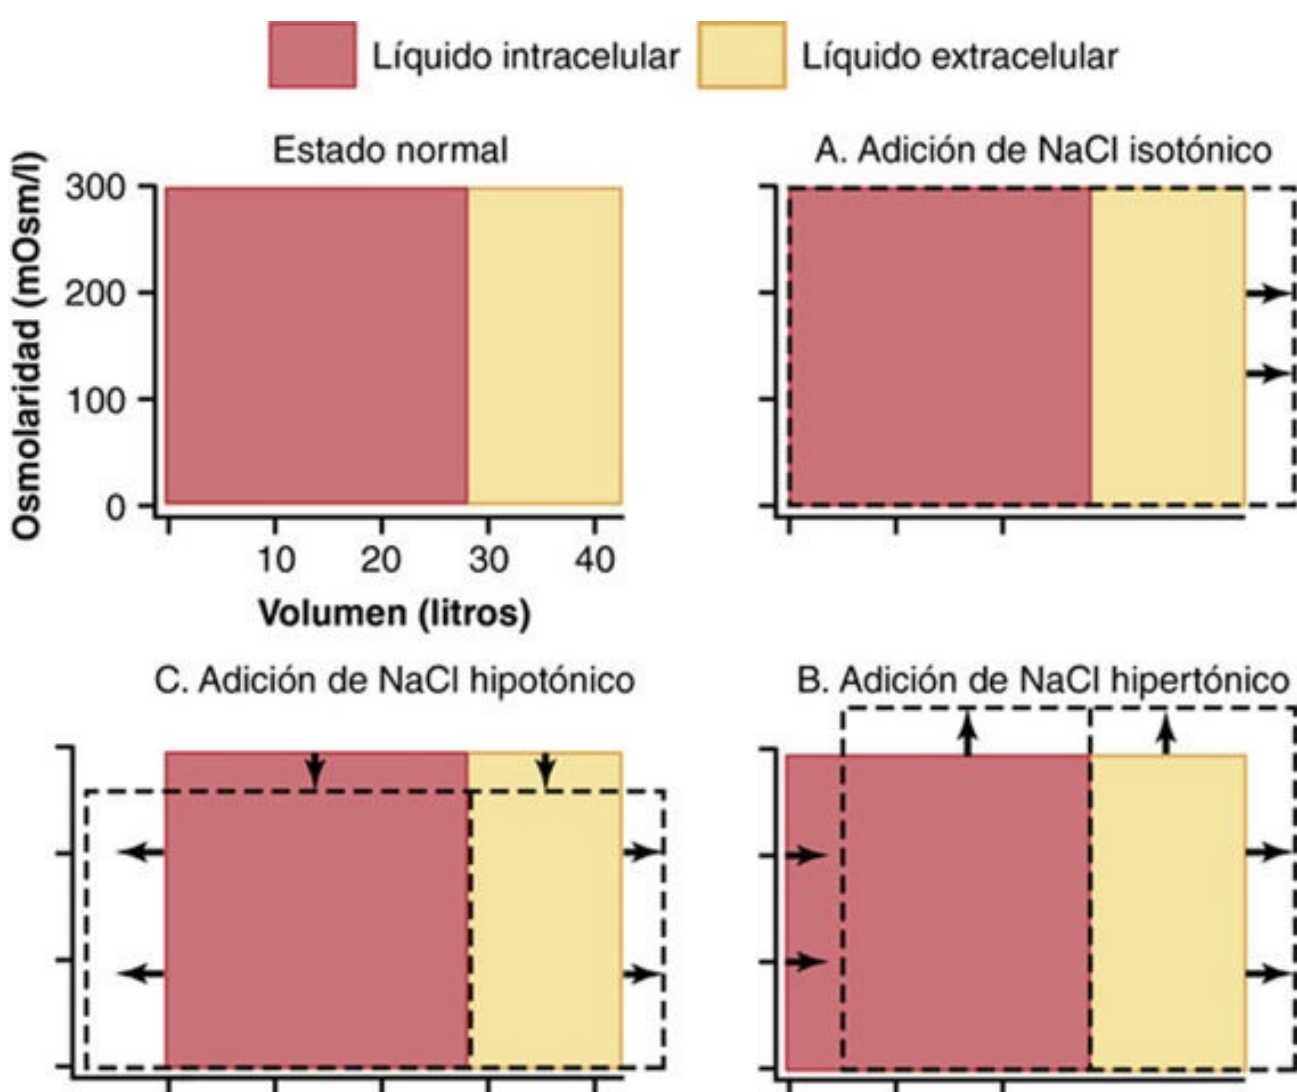 Líquido intracelular
Líquido extracelular
Estado normal
A. Adición de NaCl isotónico
Osmolaridad (mOsm/l)
300
200
100
0
10 20 30 40
Volumen (litros)
C. Adición de NaCl hipotónico
B. Adición de NaCl hipertónico